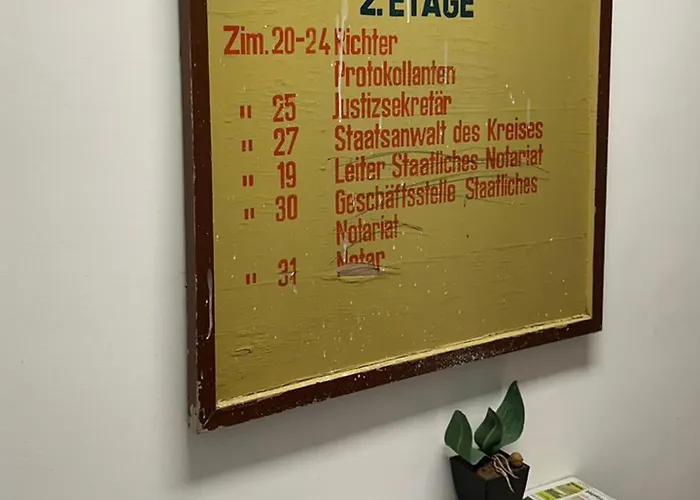 2. ETAGE
Zim. 20-24 Richter
Protokollanten
" 25 Justizsekretär
" 27 Staatsanwalt des Kreises
" 19 Leiter Staatliches Notariat
" 30 Geschäftsstelle Staatliches
Notariat
" 31 Notar